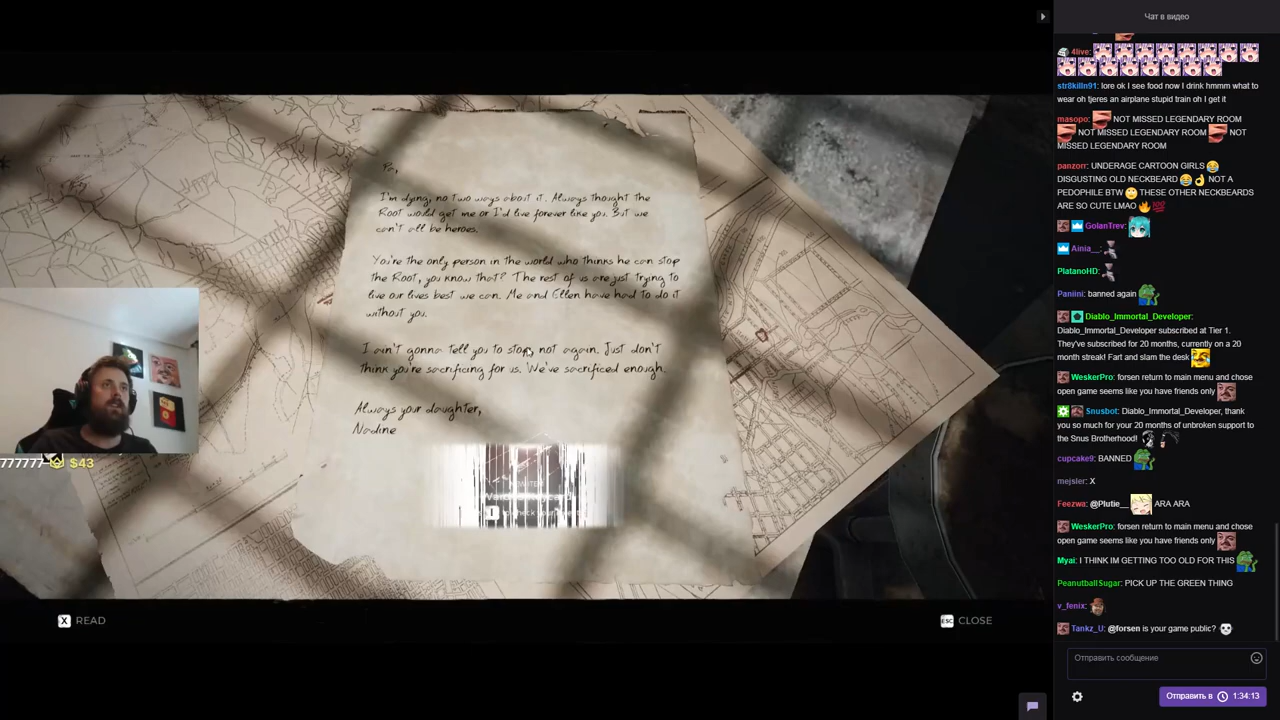 Чат в видео
4live:
str8killn91: lore ok I see food now I drink hmmm what to
wear oh tjeres an airplane stupid train oh I get it
masopo: NOT MISSED LEGENDARY ROOM
NOT MISSED LEGENDARY ROOM NOT
MISSED LEGENDARY ROOM
panzorr: UNDERAGE CARTOON GIRLS
DISGUSTING OLD NECKBEARD NOT A
PEDOPHILE BTW THESE OTHER NECKBEARDS
ARE SO CUTE LMAO
GolanTrev:
Ainia__:
PlatanoHD:
Paniini: banned again
Diablo_Immortal_Developer:
Diablo_Immortal_Developer subscribed at Tier 1.
They've subscribed for 20 months, currently on a 20
month streak! Fart and slam the desk
WeskerPro: forsen return to main menu and chose
open game seems like you have friends only
Snusbot: Diablo_Immortal_Developer, thank
you so much for your 20 months of unbroken support to
the Snus Brotherhood!
cupcake9: BANNED
mejsler: X
Feezwa: @Plutie__ ARA ARA
WeskerPro: forsen return to main menu and chose
open game seems like you have friends only
Myai: I THINK IM GETTING TOO OLD FOR THIS
PeanutballSugar: PICK UP THE GREEN THING
v_fenix:
Tankz_U: @forsen is your game public?
Отправить сообщение
Отправить в 1:34:13
I'm dying, no two ways about it. Always thought the
Root would get me or I'd live forever like you. But we
can't all be heroes.
You're the only person in the world who thinks he can stop
the Root, you know that? The rest of us are just trying to
live our lives best we can. Me and Ellen have had to do it
without you.
I ain't gonna tell you to stop, not again. Just don't
think you're sacrificing for us. We've sacrificed enough.
Always your daughter,
Nadine
777777 $43
X READ
ESC CLOSE